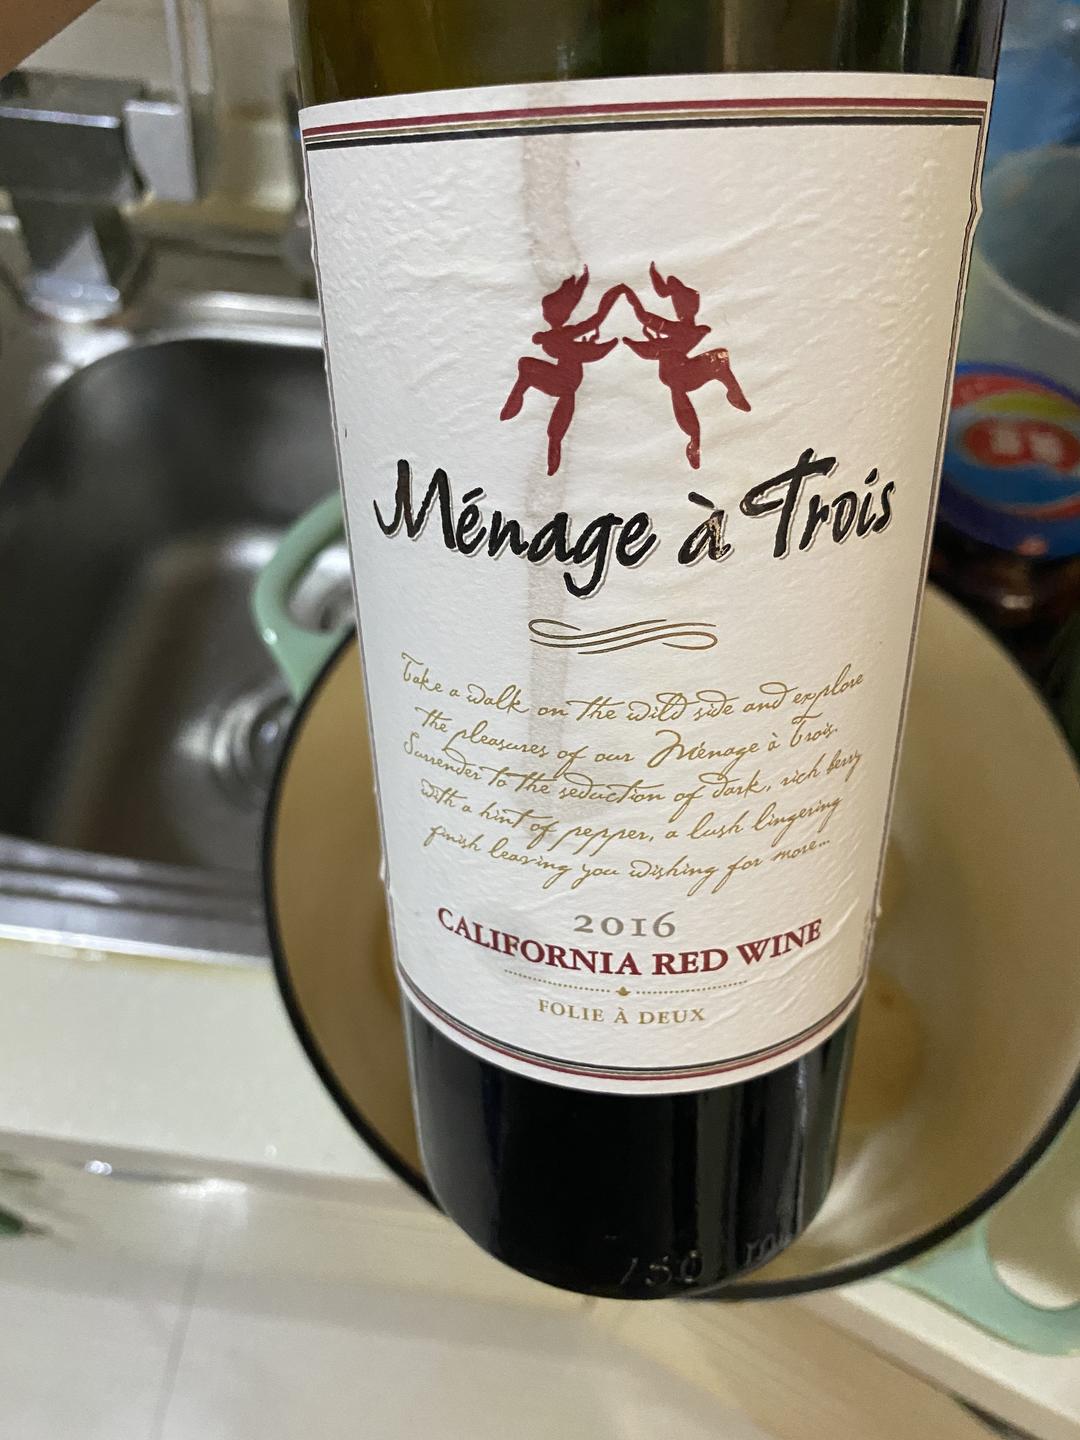 Ménage à Trois
Take a walk on the wild side and explore
the pleasures of our Ménage à Trois.
Surrender to the seduction of dark, rich berry
with a hint of pepper, a lush lingering
finish leaving you wishing for more...
2016
CALIFORNIA RED WINE
FOLIE À DEUX